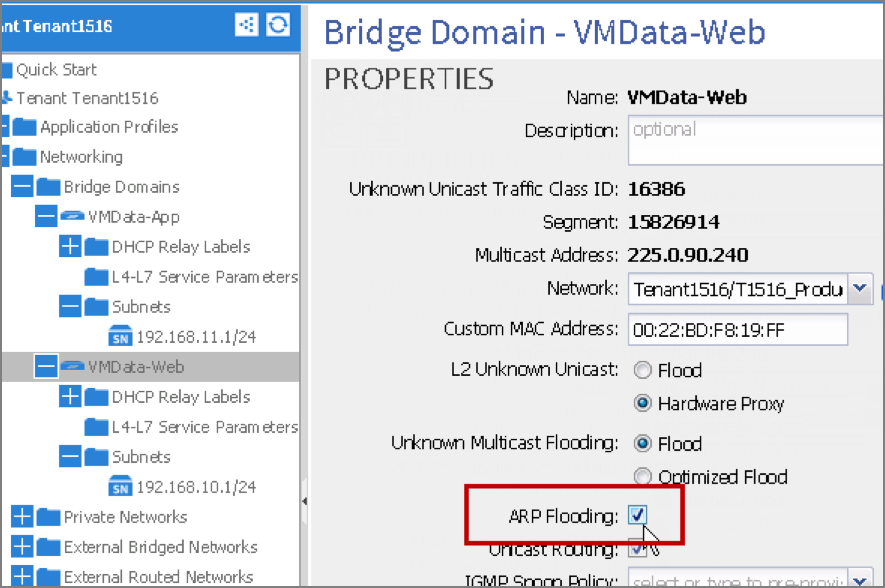 nt Tenant1516
Quick Start
Tenant Tenant1516
Application Profiles
Networking
Bridge Domains
VMData-App
DHCP Relay Labels
L4-L7 Service Parameters
Subnets
SN 192.168.11.1/24
VMData-Web
DHCP Relay Labels
L4-L7 Service Parameters
Subnets
SN 192.168.10.1/24
Private Networks
External Bridged Networks
External Routed Networks
Bridge Domain - VMData-Web
PROPERTIES
Name: VMData-Web
Description: optional
Unknown Unicast Traffic Class ID: 16386
Segment: 15826914
Multicast Address: 225.0.90.240
Network: Tenant1516/T1516_Produ
Custom MAC Address: 00:22:BD:F8:19:FF
L2 Unknown Unicast: Flood
Hardware Proxy
Unknown Multicast Flooding: Flood
Optimized Flood
ARP Flooding:
Unicast Routing:
IGMP Snoop Policy: select or type to pre-provi